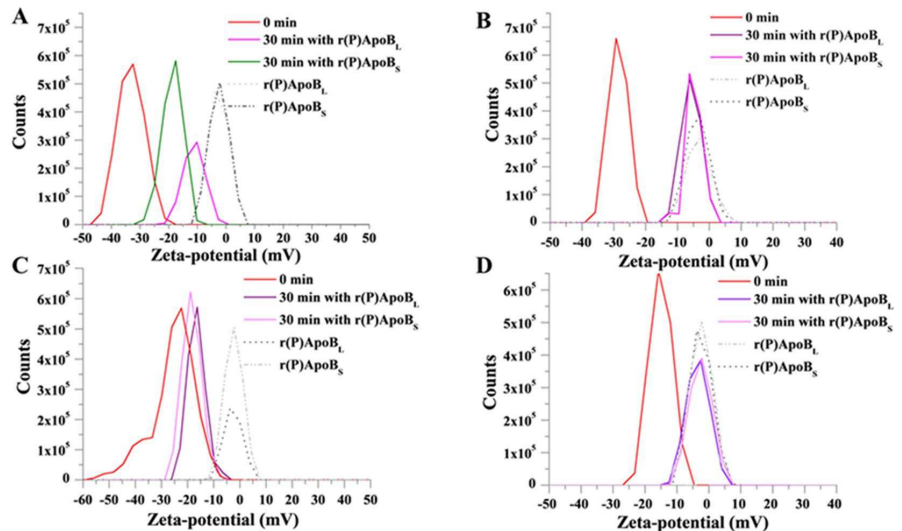 A
7x10⁵
6x10⁵
5x10⁵
4x10⁵
3x10⁵
2x10⁵
1x10⁵
0
Counts
-50 -40 -30 -20 -10 0 10 20 30 40 50
Zeta-potential (mV)
0 min
30 min with r(P)ApoB_L
30 min with r(P)ApoB_S
r(P)ApoB_L
r(P)ApoB_S
B
7x10⁵
6x10⁵
5x10⁵
4x10⁵
3x10⁵
2x10⁵
1x10⁵
0
Counts
-50 -40 -30 -20 -10 0 10 20 30 40
Zeta-potential (mV)
0 min
30 min with r(P)ApoB_L
30 min with r(P)ApoB_S
r(P)ApoB_L
r(P)ApoB_S
C
7x10⁵
6x10⁵
5x10⁵
4x10⁵
3x10⁵
2x10⁵
1x10⁵
0
Counts
-60 -50 -40 -30 -20 -10 0 10 20 30 40 50
Zeta-potential (mV)
0 min
30 min with r(P)ApoB_L
30 min with r(P)ApoB_S
r(P)ApoB_L
r(P)ApoB_S
D
6x10⁵
5x10⁵
4x10⁵
3x10⁵
2x10⁵
1x10⁵
0
Counts
-50 -40 -30 -20 -10 0 10 20 30 40
Zeta-potential (mV)
0 min
30 min with r(P)ApoB_L
30 min with r(P)ApoB_S
r(P)ApoB_L
r(P)ApoB_S